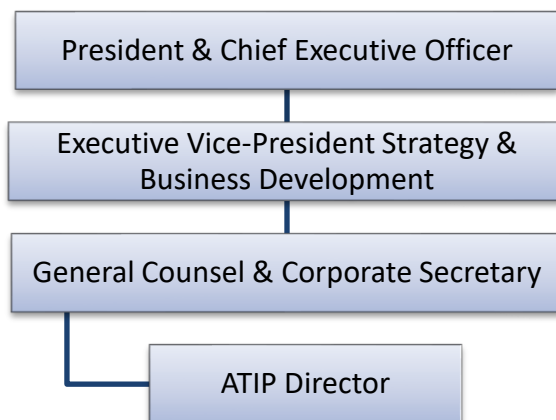 President & Chief Executive Officer
Executive Vice-President Strategy &
Business Development
General Counsel & Corporate Secretary
ATIP Director